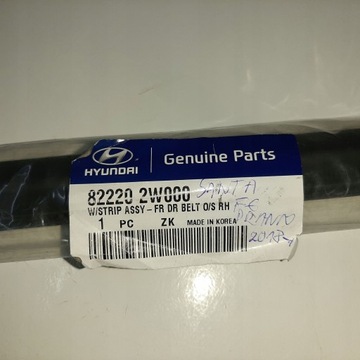 HYUNDAI
Genuine Parts
82220 2W000
W/STRIP ASSY-FR DR BELT O/S RH
1 PC ZK MADE IN KOREA
SANTA
FE